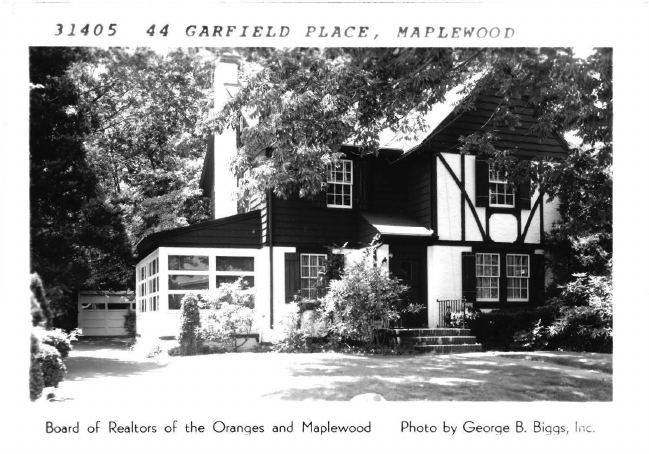 31405 44 GARFIELD PLACE, MAPLEWOOD
Board of Realtors of the Oranges and Maplewood Photo by George B. Biggs, Inc.